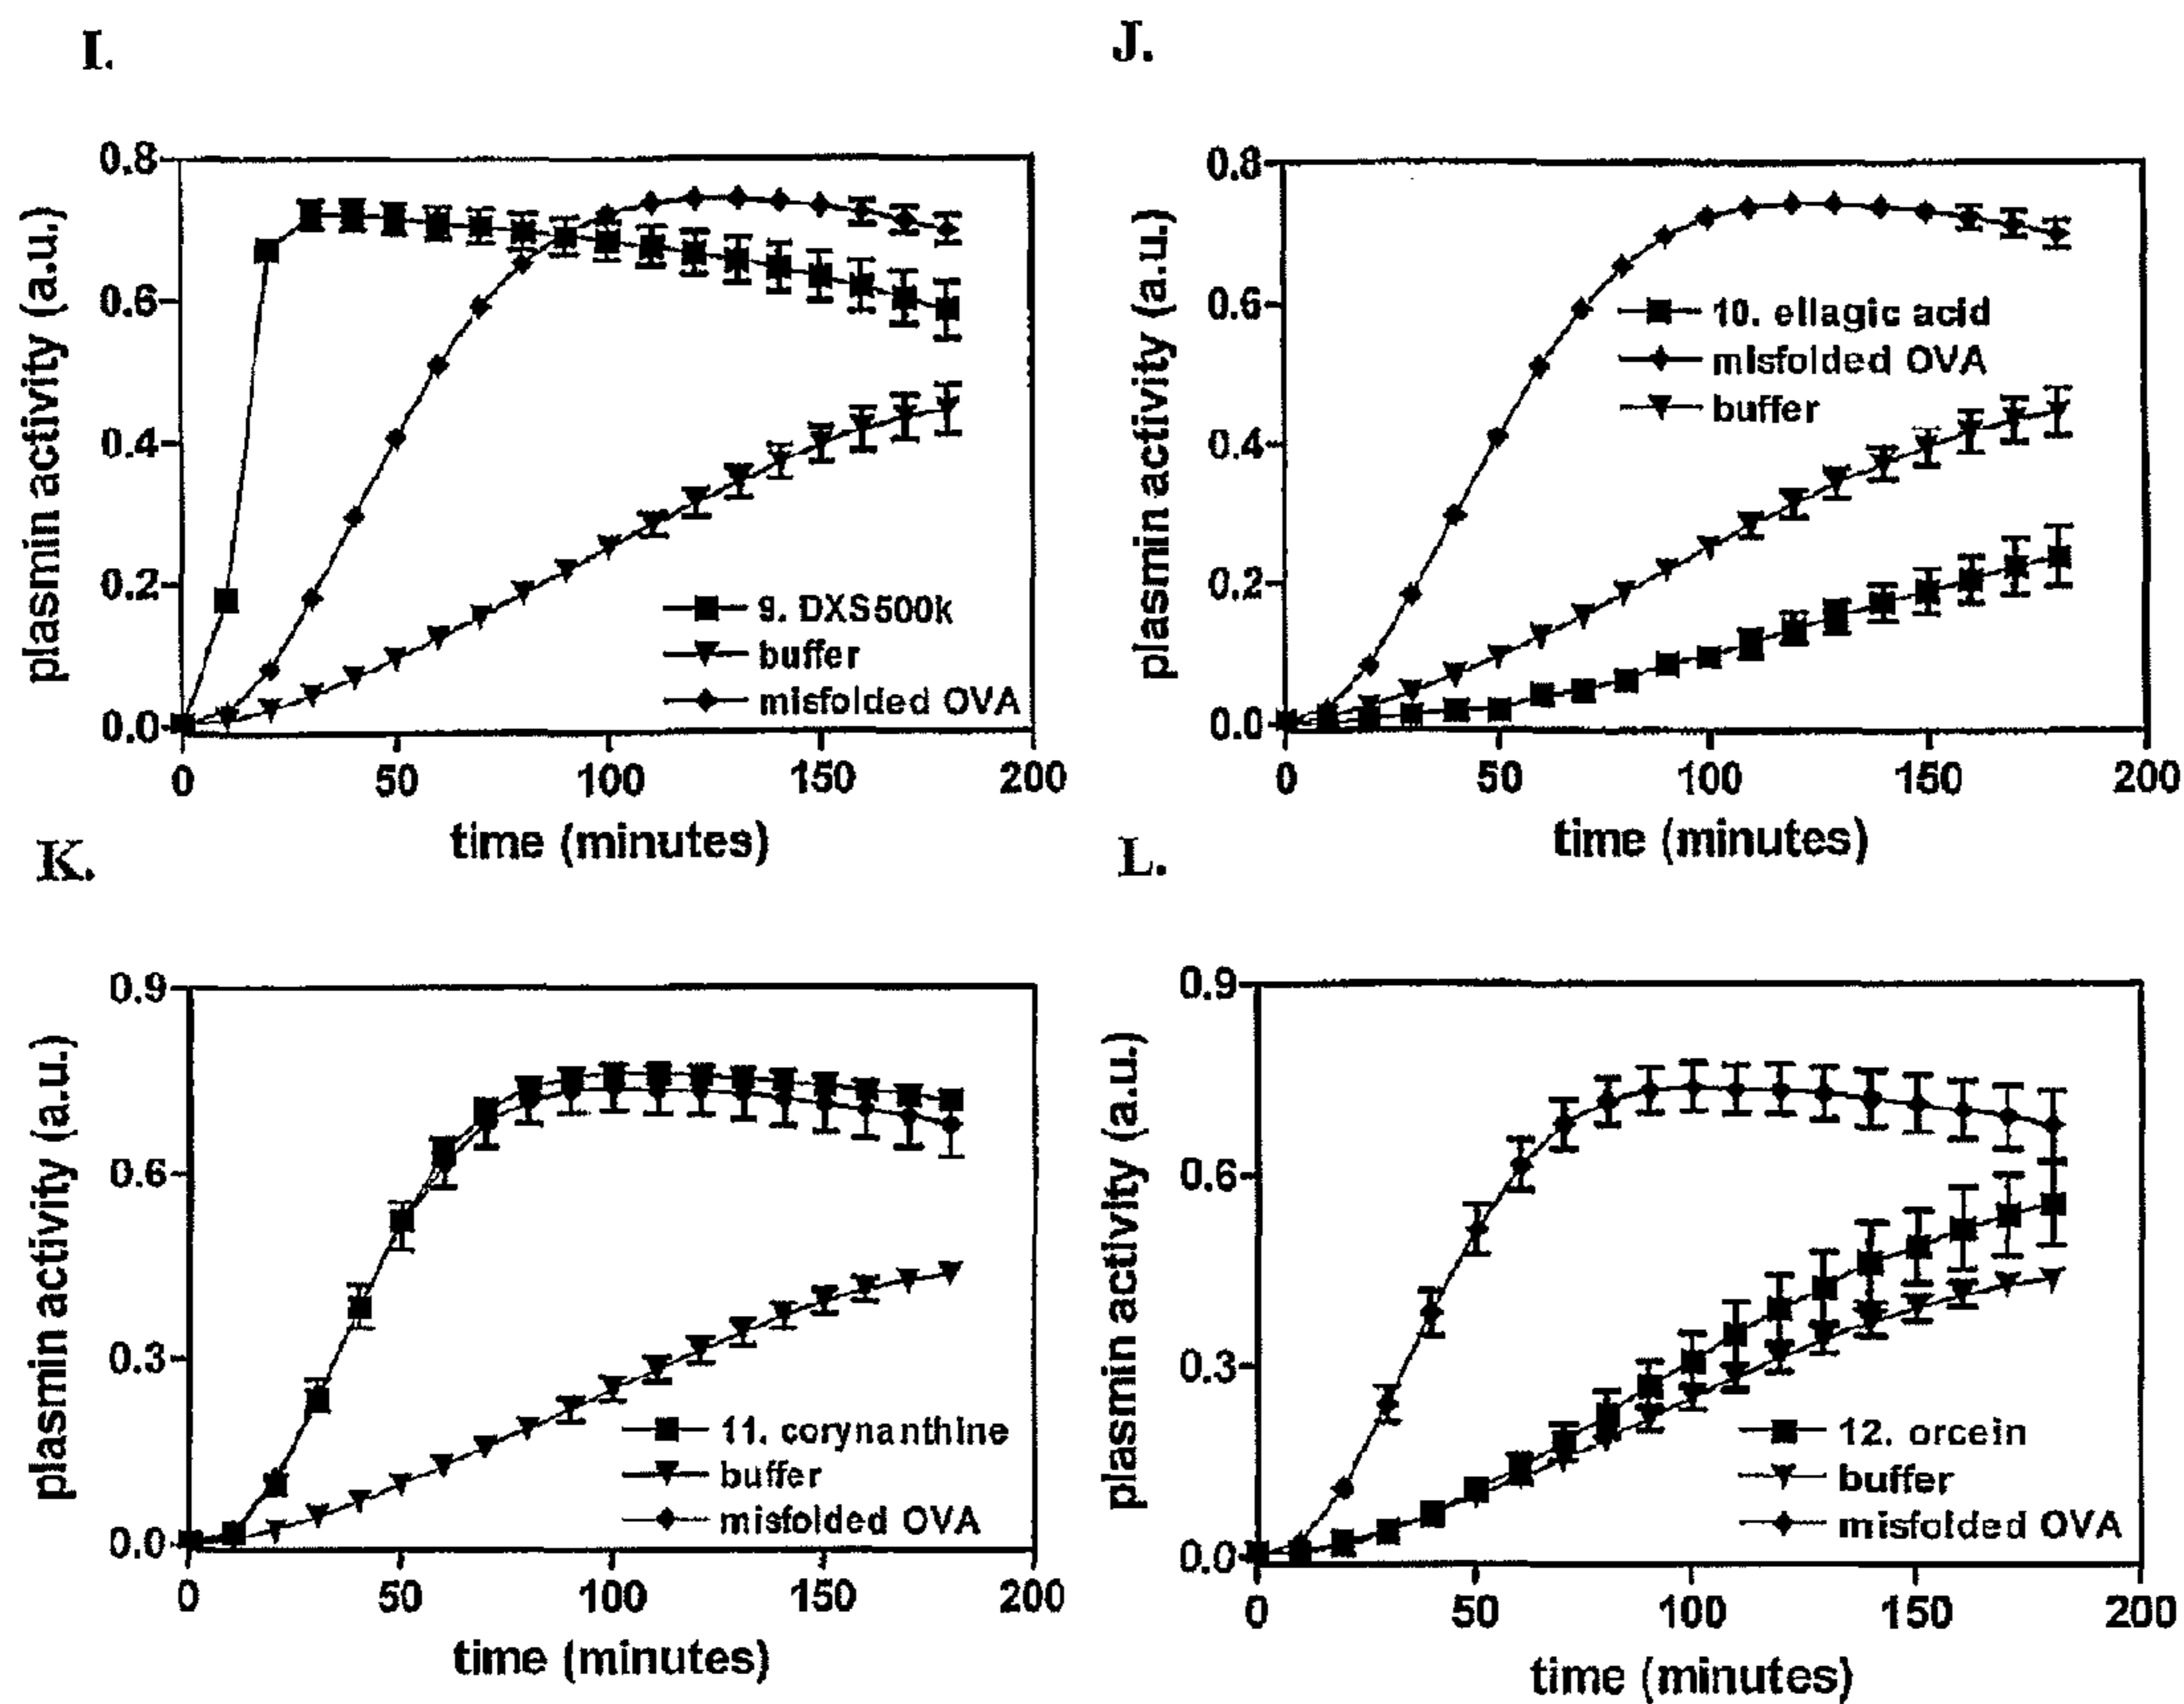 I.
0.8
0.6
0.4
0.2
0.0
plasmin activity (a.u.)
9. DXS500k
buffer
misfolded OVA
0 50 100 150 200
time (minutes)
J.
0.8
0.6
0.4
0.2
0.0
plasmin activity (a.u.)
10. ellagic acid
misfolded OVA
buffer
0 50 100 150 200
time (minutes)
K.
0.9
0.6
0.3
0.0
plasmin activity (a.u.)
11. corynanthine
buffer
misfolded OVA
0 50 100 150 200
time (minutes)
L.
0.9
0.6
0.3
0.0
plasmin activity (a.u.)
12. orcein
buffer
misfolded OVA
0 50 100 150 200
time (minutes)